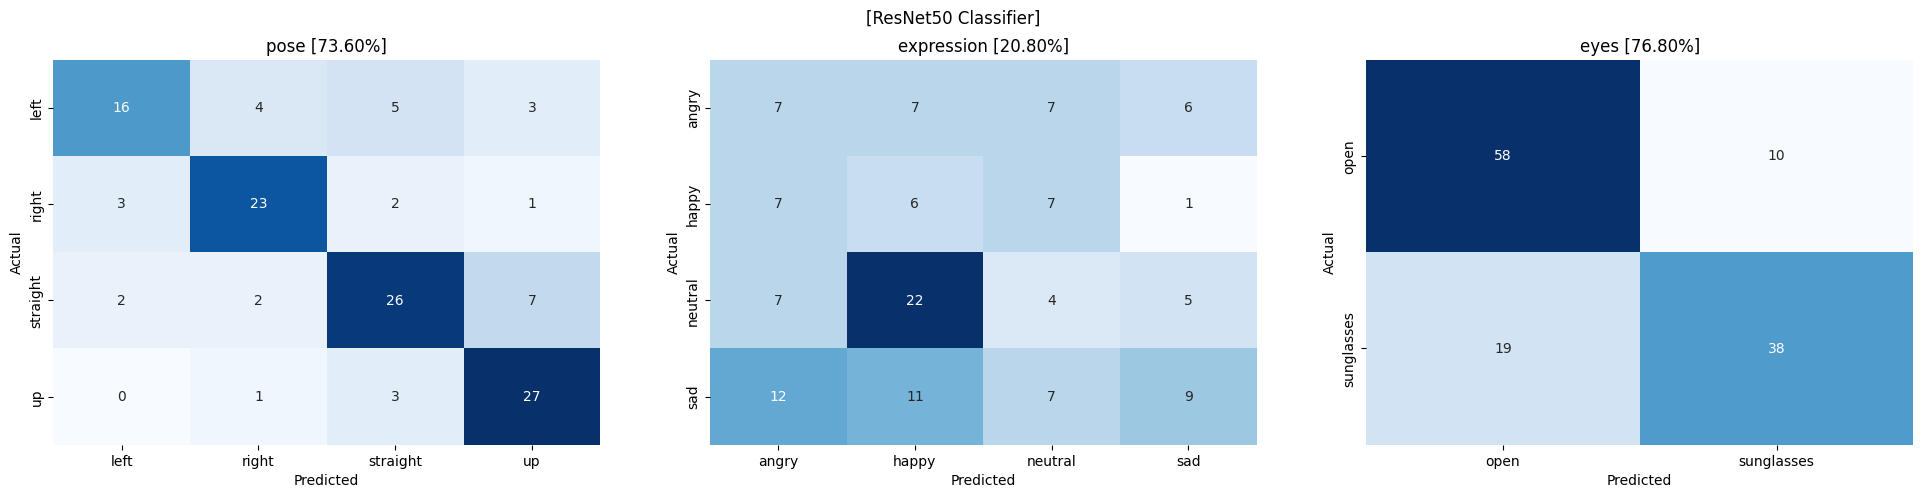 [ResNet50 Classifier]
pose [73.60%]
Actual
left
16 4 5 3
right
3 23 2 1
straight
2 2 26 7
up
0 1 3 27
left right straight up
Predicted
expression [20.80%]
Actual
angry
7 7 7 6
happy
7 6 7 1
neutral
7 22 4 5
sad
12 11 7 9
angry happy neutral sad
Predicted
eyes [76.80%]
Actual
open
58 10
sunglasses
19 38
open sunglasses
Predicted